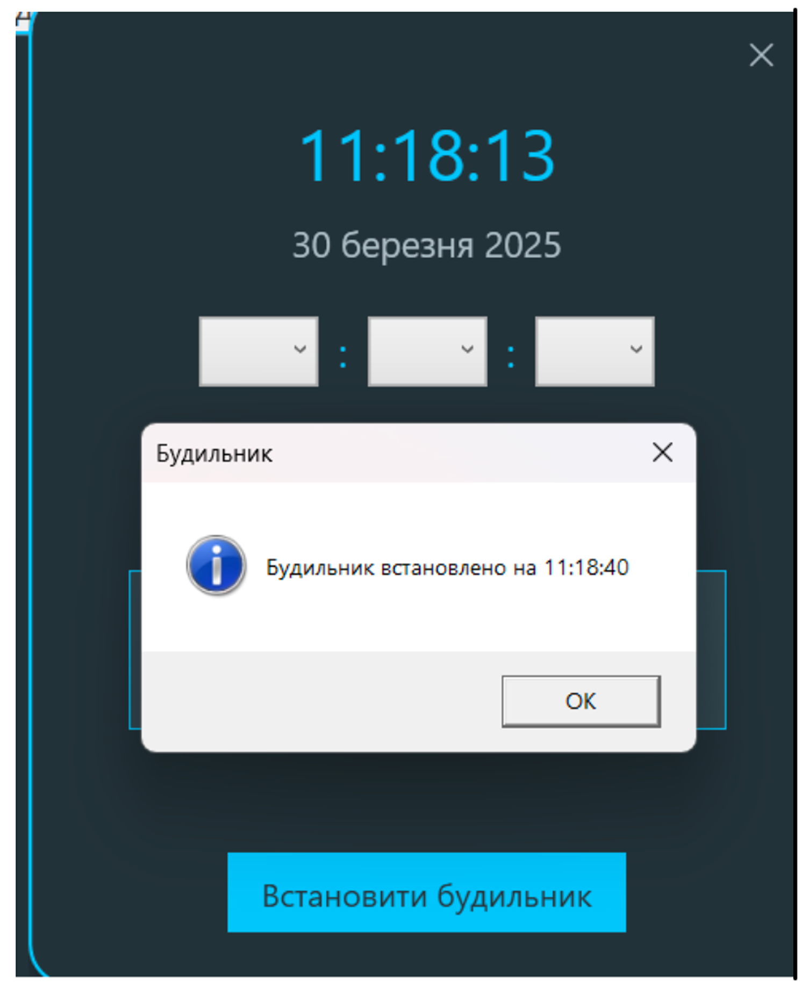 11:18:13
30 березня 2025
:
:
Будильник
Будильник встановлено на 11:18:40
OK
Встановити будильник